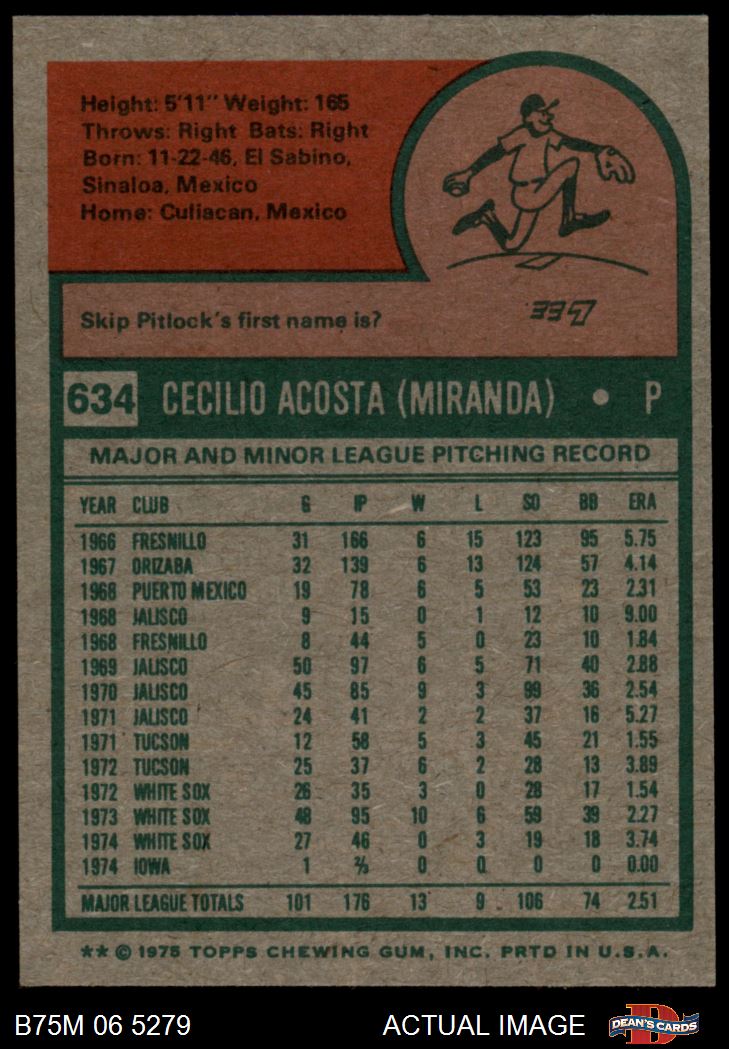 Height: 5'11" Weight: 165
Throws: Right Bats: Right
Born: 11-22-46, El Sabino,
Sinaloa, Mexico
Home: Culiacan, Mexico
Skip Pitlock's first name is?
LEE
634 CECILIO ACOSTA (MIRANDA) • P
MAJOR AND MINOR LEAGUE PITCHING RECORD
YEAR CLUB G IP W L SO BB ERA
1966 FRESNILLO 31 166 6 15 123 95 5.75
1967 ORIZABA 32 139 6 13 124 57 4.14
1968 PUERTO MEXICO 19 78 6 5 53 23 2.31
1968 JALISCO 9 15 0 1 12 10 9.00
1968 FRESNILLO 8 44 5 0 23 10 1.84
1969 JALISCO 50 97 6 5 71 40 2.88
1970 JALISCO 45 85 9 3 99 36 2.54
1971 JALISCO 24 41 2 2 37 16 5.27
1971 TUCSON 12 58 5 3 45 21 1.55
1972 TUCSON 25 37 6 2 28 13 3.89
1972 WHITE SOX 26 35 3 0 28 17 1.54
1973 WHITE SOX 48 95 10 6 59 39 2.27
1974 WHITE SOX 27 46 0 3 19 18 3.74
1974 IOWA 1 ⅔ 0 0 0 0 0.00
MAJOR LEAGUE TOTALS 101 176 13 9 106 74 2.51
** © 1975 TOPPS CHEWING GUM, INC. PRTD IN U.S.A.
B75M 06 5279 ACTUAL IMAGE DEAN'S CARDS